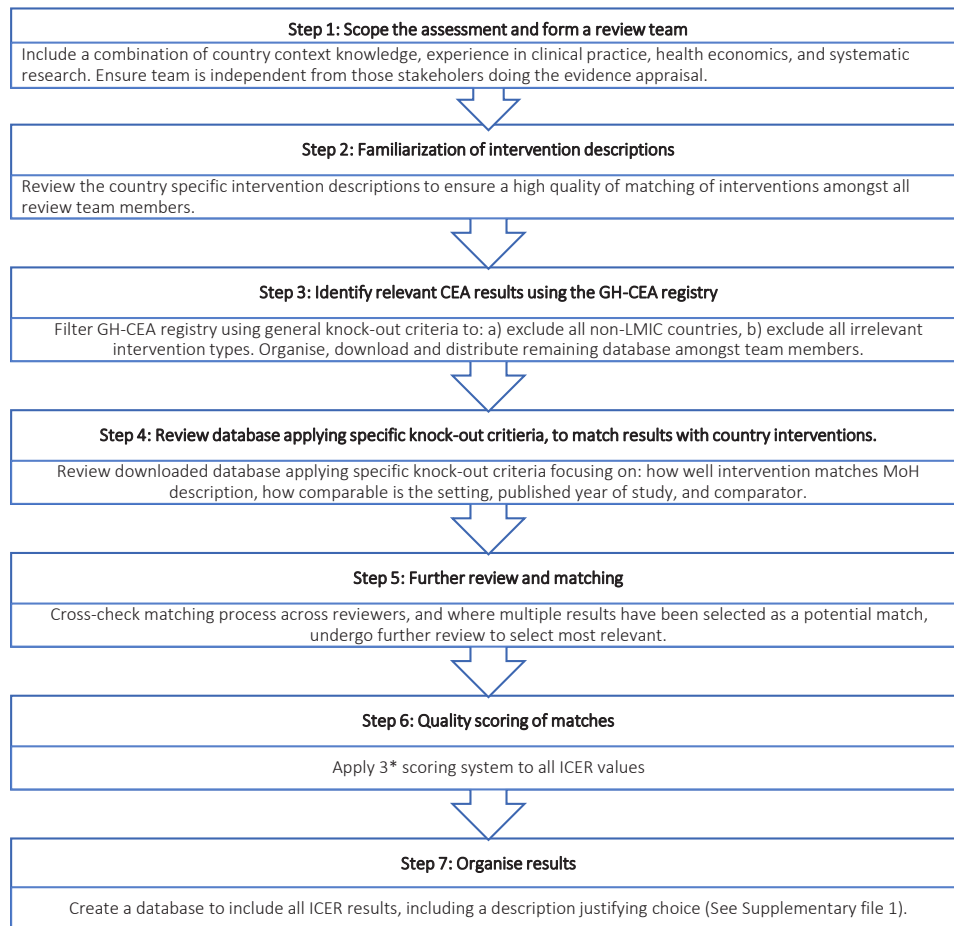 Step 1: Scope the assessment and form a review team
Include a combination of country context knowledge, experience in clinical practice, health economics, and systematic
research. Ensure team is independent from those stakeholers doing the evidence appraisal.
Step 2: Familiarization of intervention descriptions
Review the country specific intervention descriptions to ensure a high quality of matching of interventions amongst all
review team members.
Step 3: Identify relevant CEA results using the GH-CEA registry
Filter GH-CEA registry using general knock-out criteria to: a) exclude all non-LMIC countries, b) exclude all irrelevant
intervention types. Organise, download and distribute remaining database amongst team members.
Step 4: Review database applying specific knock-out critieria, to match results with country interventions.
Review downloaded database applying specific knock-out criteria focusing on: how well intervention matches MoH
description, how comparable is the setting, published year of study, and comparator.
Step 5: Further review and matching
Cross-check matching process across reviewers, and where multiple results have been selected as a potential match,
undergo further review to select most relevant.
Step 6: Quality scoring of matches
Apply 3* scoring system to all ICER values
Step 7: Organise results
Create a database to include all ICER results, including a description justifying choice (See Supplementary file 1).